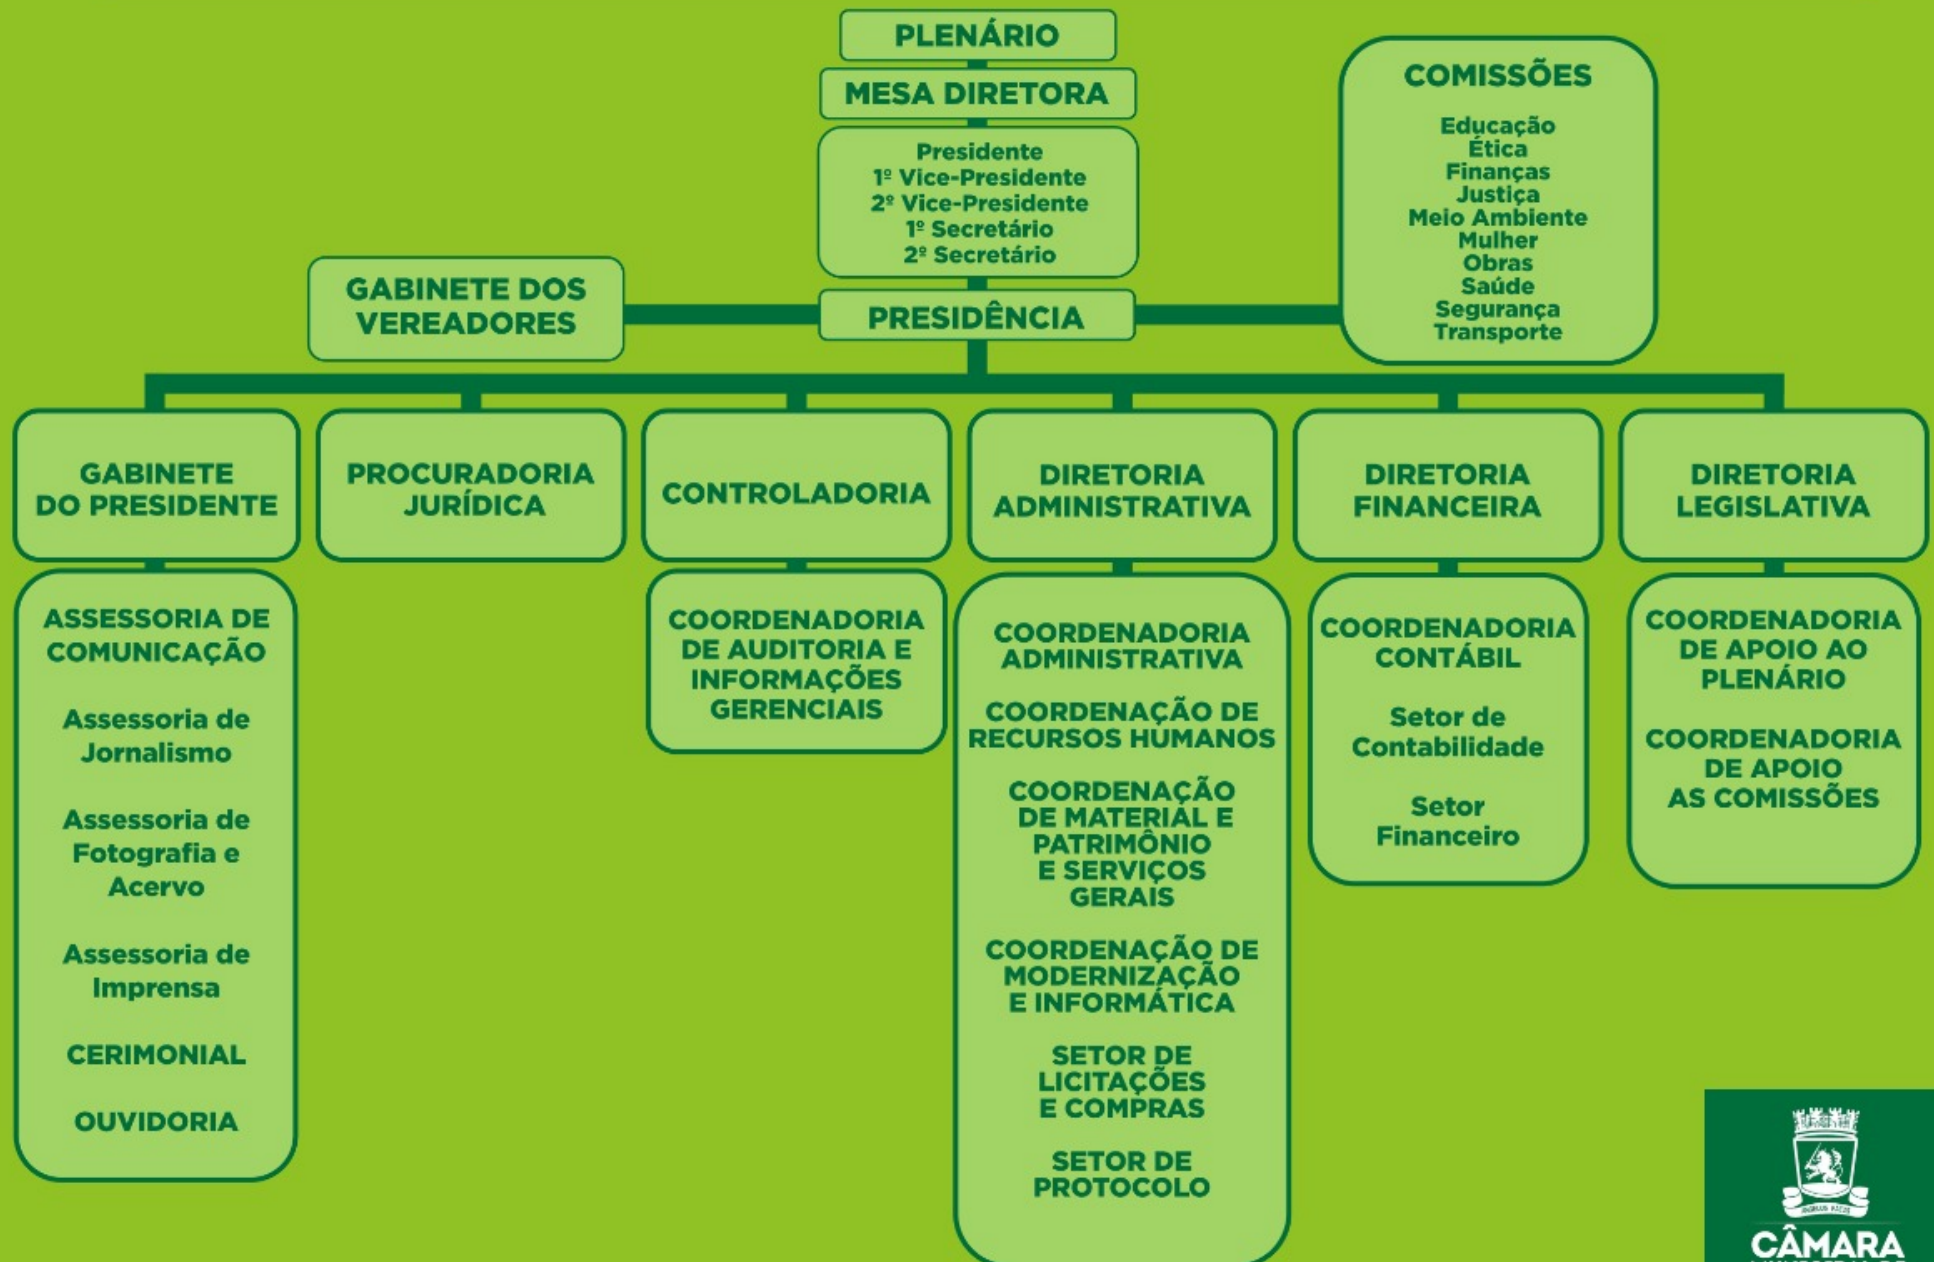 PLENÁRIO
MESA DIRETORA
Presidente
1º Vice-Presidente
2º Vice-Presidente
1º Secretário
2º Secretário
COMISSÕES
Educação
Ética
Finanças
Justiça
Meio Ambiente
Mulher
Obras
Saúde
Segurança
Transporte
GABINETE DOS
VEREADORES
PRESIDÊNCIA
GABINETE
DO PRESIDENTE
PROCURADORIA
JURÍDICA
CONTROLADORIA
DIRETORIA
ADMINISTRATIVA
DIRETORIA
FINANCEIRA
DIRETORIA
LEGISLATIVA
ASSESSORIA DE
COMUNICAÇÃO
Assessoria de
Jornalismo
Assessoria de
Fotografia e
Acervo
Assessoria de
Imprensa
CERIMONIAL
OUVIDORIA
COORDENADORIA
DE AUDITORIA E
INFORMAÇÕES
GERENCIAIS
COORDENADORIA
ADMINISTRATIVA
COORDENAÇÃO DE
RECURSOS HUMANOS
COORDENAÇÃO
DE MATERIAL E
PATRIMÔNIO
E SERVIÇOS
GERAIS
COORDENAÇÃO DE
MODERNIZAÇÃO
E INFORMÁTICA
SETOR DE
LICITAÇÕES
E COMPRAS
SETOR DE
PROTOCOLO
COORDENADORIA
CONTÁBIL
Setor de
Contabilidade
Setor
Financeiro
COORDENADORIA
DE APOIO AO
PLENÁRIO
COORDENADORIA
DE APOIO
AS COMISSÕES
CÂMARA